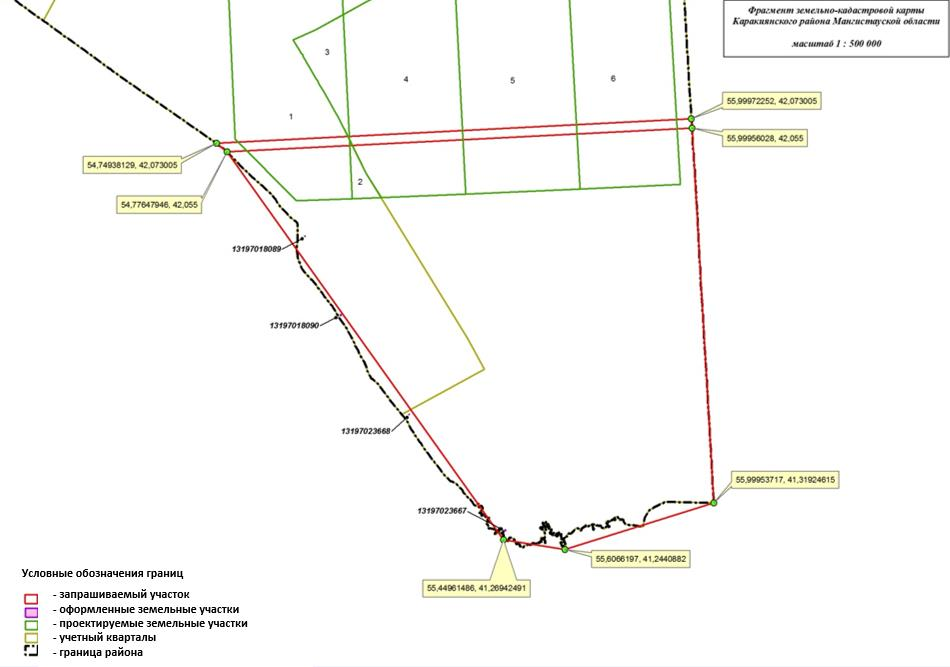 Фрагмент земельно-кадастровой карты
Каракиянского района Мангистауской области
масштаб 1 : 500 000
3
4
5
6
1
2
55,99972252, 42,073005
55,99956028, 42,055
54,74938129, 42,073005
54,77647946, 42,055
13197018089
13197018090
13197023668
13197023667
55,99953717, 41,31924615
55,6066197, 41,2440882
55,44961486, 41,26942491
Условные обозначения границ
- запрашиваемый участок
- оформленные земельные участки
- проектируемые земельные участки
- учетный кварталы
- граница района